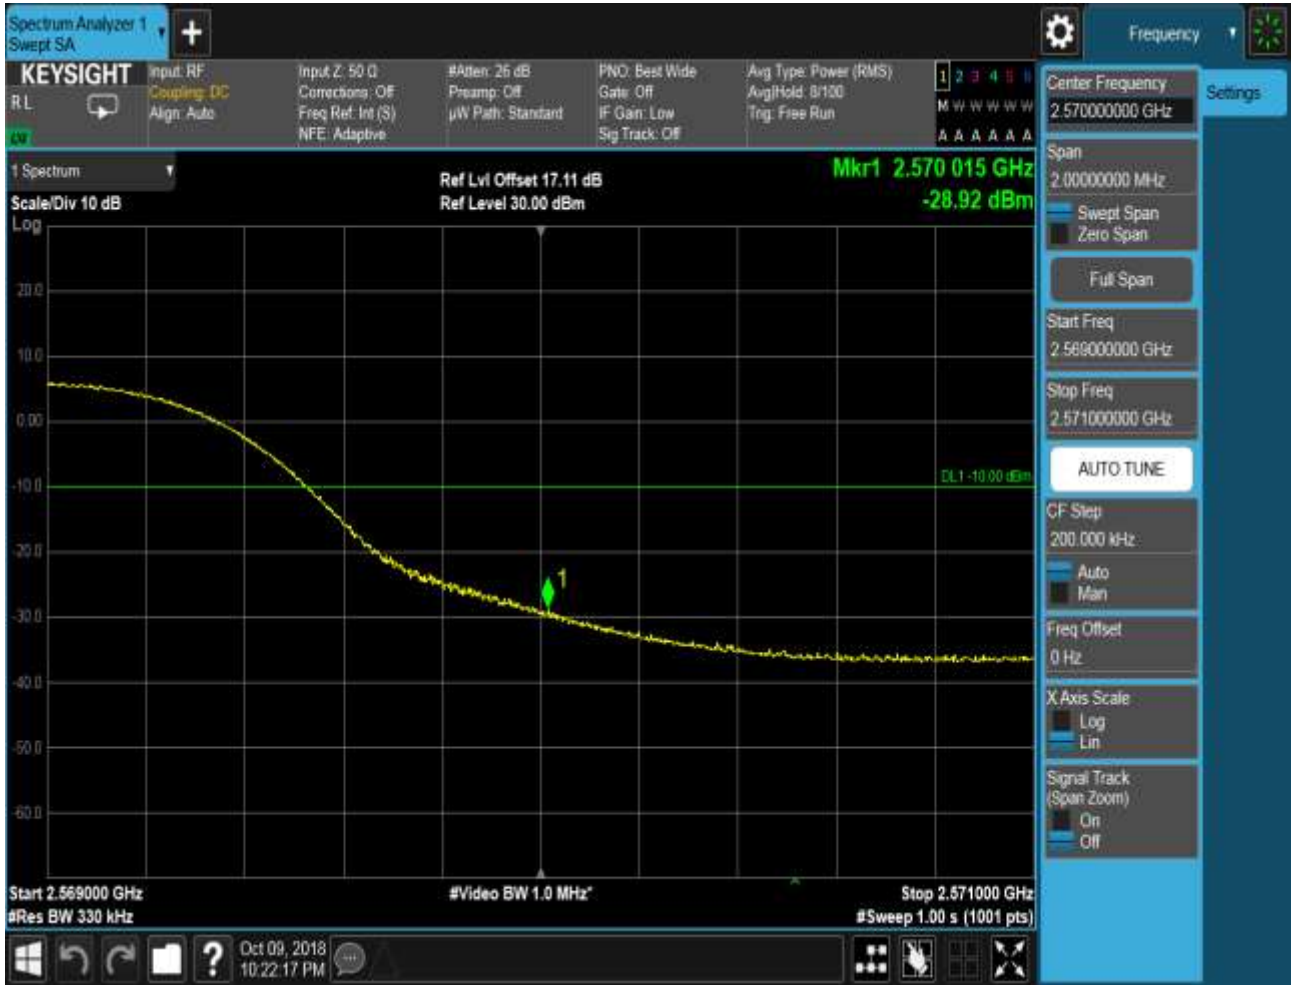 Spectrum Analyzer 1
Swept SA
Frequency
KEYSIGHT
R L
Input: RF
Coupling: DC
Align: Auto
Input Z: 50 Ω
Corrections: Off
Freq Ref: Int (S)
NFE: Adaptive
#Atten: 26 dB
Preamp: Off
µW Path: Standard
PNO: Best Wide
Gate: Off
IF Gain: Low
Sig Track: Off
Avg Type: Power (RMS)
Avg|Hold: 8/100
Trig: Free Run
1 2 3 4 5 6
M W W W W W
A A A A A A
1 Spectrum
Scale/Div 10 dB
Log
Ref Lvl Offset 17.11 dB
Ref Level 30.00 dBm
Mkr1 2.570 015 GHz
-28.92 dBm
20.0
10.0
0.00
-10.0
-20.0
-30.0
-40.0
-50.0
-60.0
DL1 -10.00 dBm
1
Start 2.569000 GHz
#Res BW 330 kHz
#Video BW 1.0 MHz*
Stop 2.571000 GHz
#Sweep 1.00 s (1001 pts)
Oct 09, 2018
10:22:17 PM
Settings
Center Frequency
2.570000000 GHz
Span
2.00000000 MHz
Swept Span
Zero Span
Full Span
Start Freq
2.569000000 GHz
Stop Freq
2.571000000 GHz
AUTO TUNE
CF Step
200.000 kHz
Auto
Man
Freq Offset
0 Hz
X Axis Scale
Log
Lin
Signal Track
(Span Zoom)
On
Off